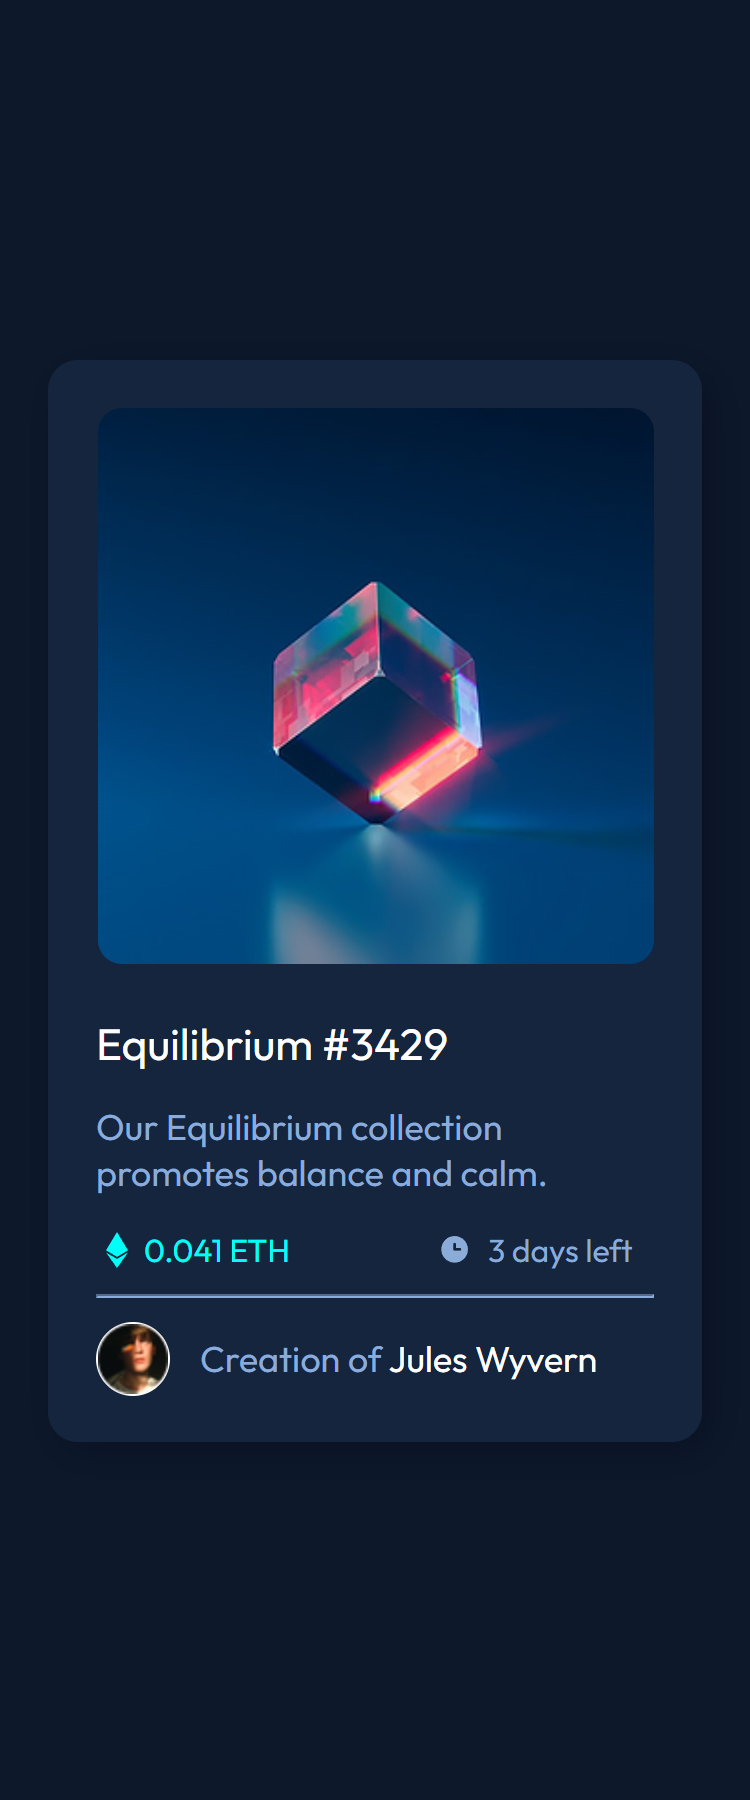 Equilibrium #3429
Our Equilibrium collection
promotes balance and calm.
0.041 ETH 3 days left
Creation of Jules Wyvern